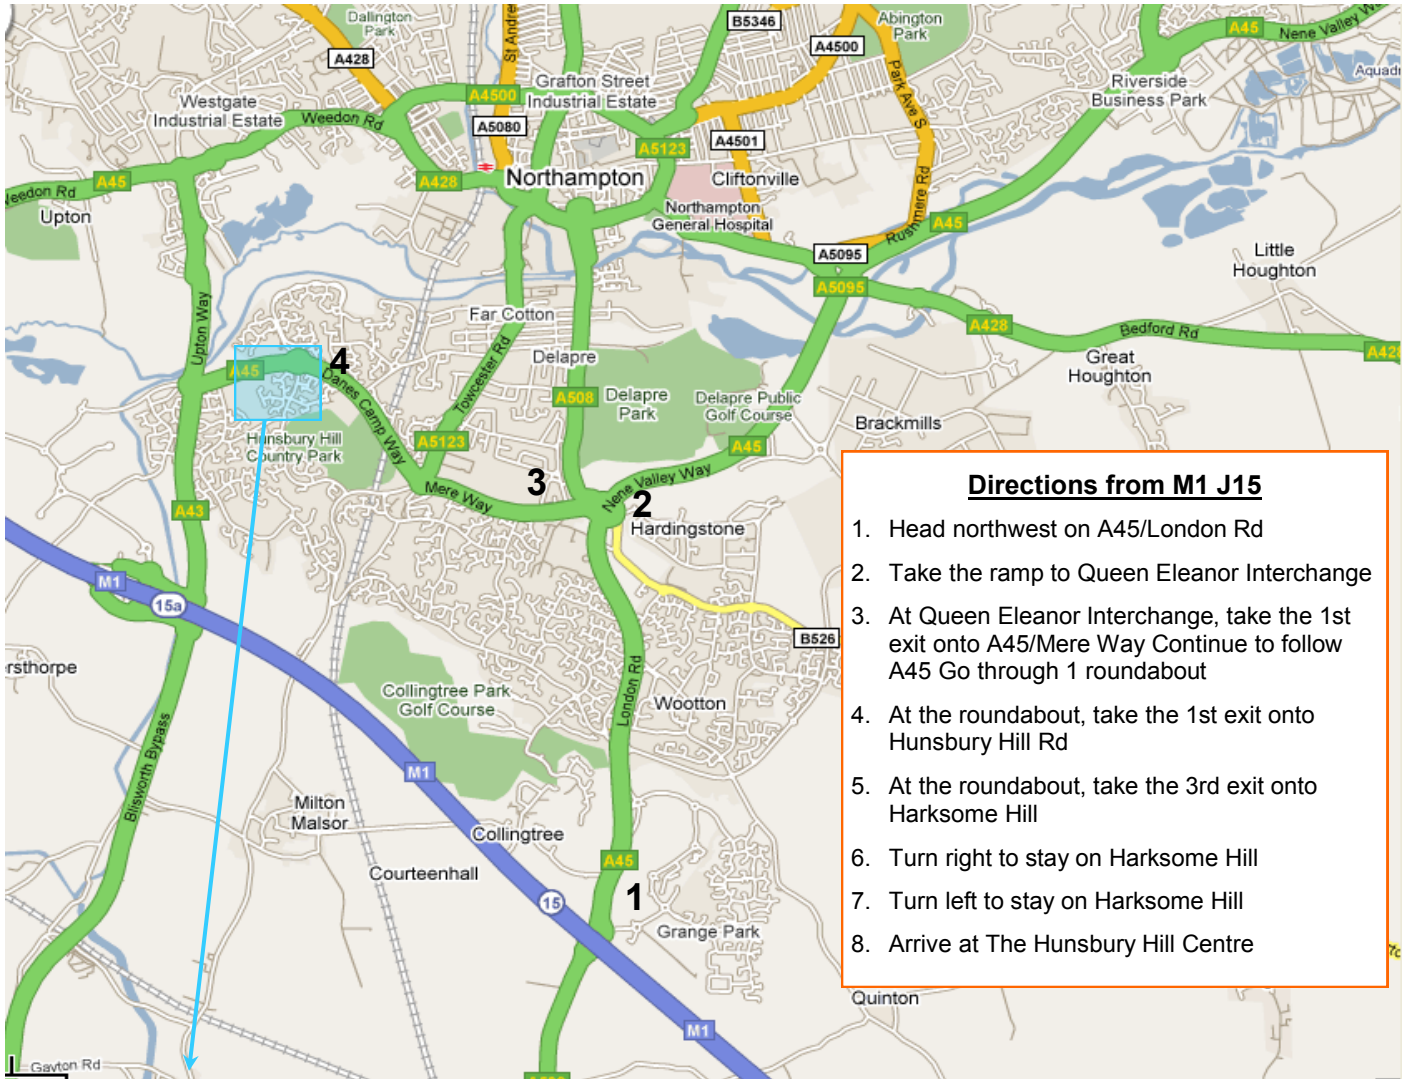 Dallington
Park
St Andre
B5346
Abington
Park
A45
Nene Valley W
A428
A4500
Grafton Street
Industrial Estate
Riverside
Business Park
Aquadr
A4500
Westgate
Industrial Estate
Weedon Rd
Park Ave S
A5080
A4501
A5123
Northampton
Cliftonville
A45
Weedon Rd
A428
Upton
Northampton
General Hospital
Rushmere Rd
A45
A5095
Little
Houghton
A5095
Upton Way
Far Cotton
A428
Bedford Rd
A428
Delapre
Great
Houghton
4
A45
Danes Camp Way
Towcester Rd
A508
Delapre
Park
Delapre Public
Golf Course
Brackmills
Hunsbury Hill
Country Park
A5123
A45
3
Nene Valley Way
Mere Way
2
A43
Hardingstone
M1
15a
B526
ersthorpe
London Rd
Collingtree Park
Golf Course
Wootton
Blisworth Bypass
M1
Milton
Malsor
Collingtree
A45
Courteenhall
1
15
Grange Park
Quinton
M1
Gayton Rd
Directions from M1 J15
1. Head northwest on A45/London Rd
2. Take the ramp to Queen Eleanor Interchange
3. At Queen Eleanor Interchange, take the 1st
exit onto A45/Mere Way Continue to follow
A45 Go through 1 roundabout
4. At the roundabout, take the 1st exit onto
Hunsbury Hill Rd
5. At the roundabout, take the 3rd exit onto
Harksome Hill
6. Turn right to stay on Harksome Hill
7. Turn left to stay on Harksome Hill
8. Arrive at The Hunsbury Hill Centre